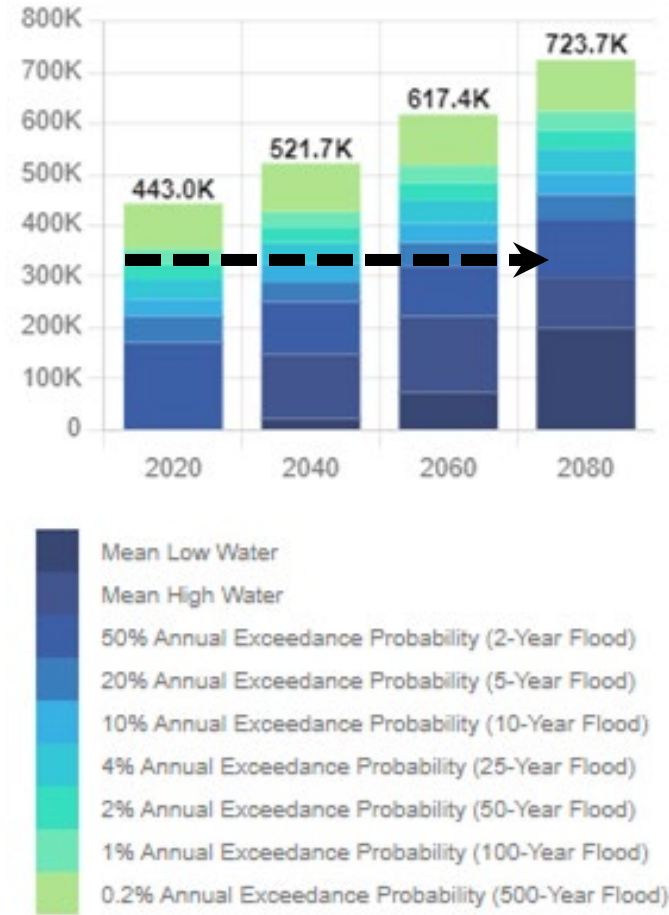 800K
723.7K
700K
617.4K
600K
521.7K
500K
443.0K
400K
300K
200K
100K
0
2020 2040 2060 2080
Mean Low Water
Mean High Water
50% Annual Exceedance Probability (2-Year Flood)
20% Annual Exceedance Probability (5-Year Flood)
10% Annual Exceedance Probability (10-Year Flood)
4% Annual Exceedance Probability (25-Year Flood)
2% Annual Exceedance Probability (50-Year Flood)
1% Annual Exceedance Probability (100-Year Flood)
0.2% Annual Exceedance Probability (500-Year Flood)